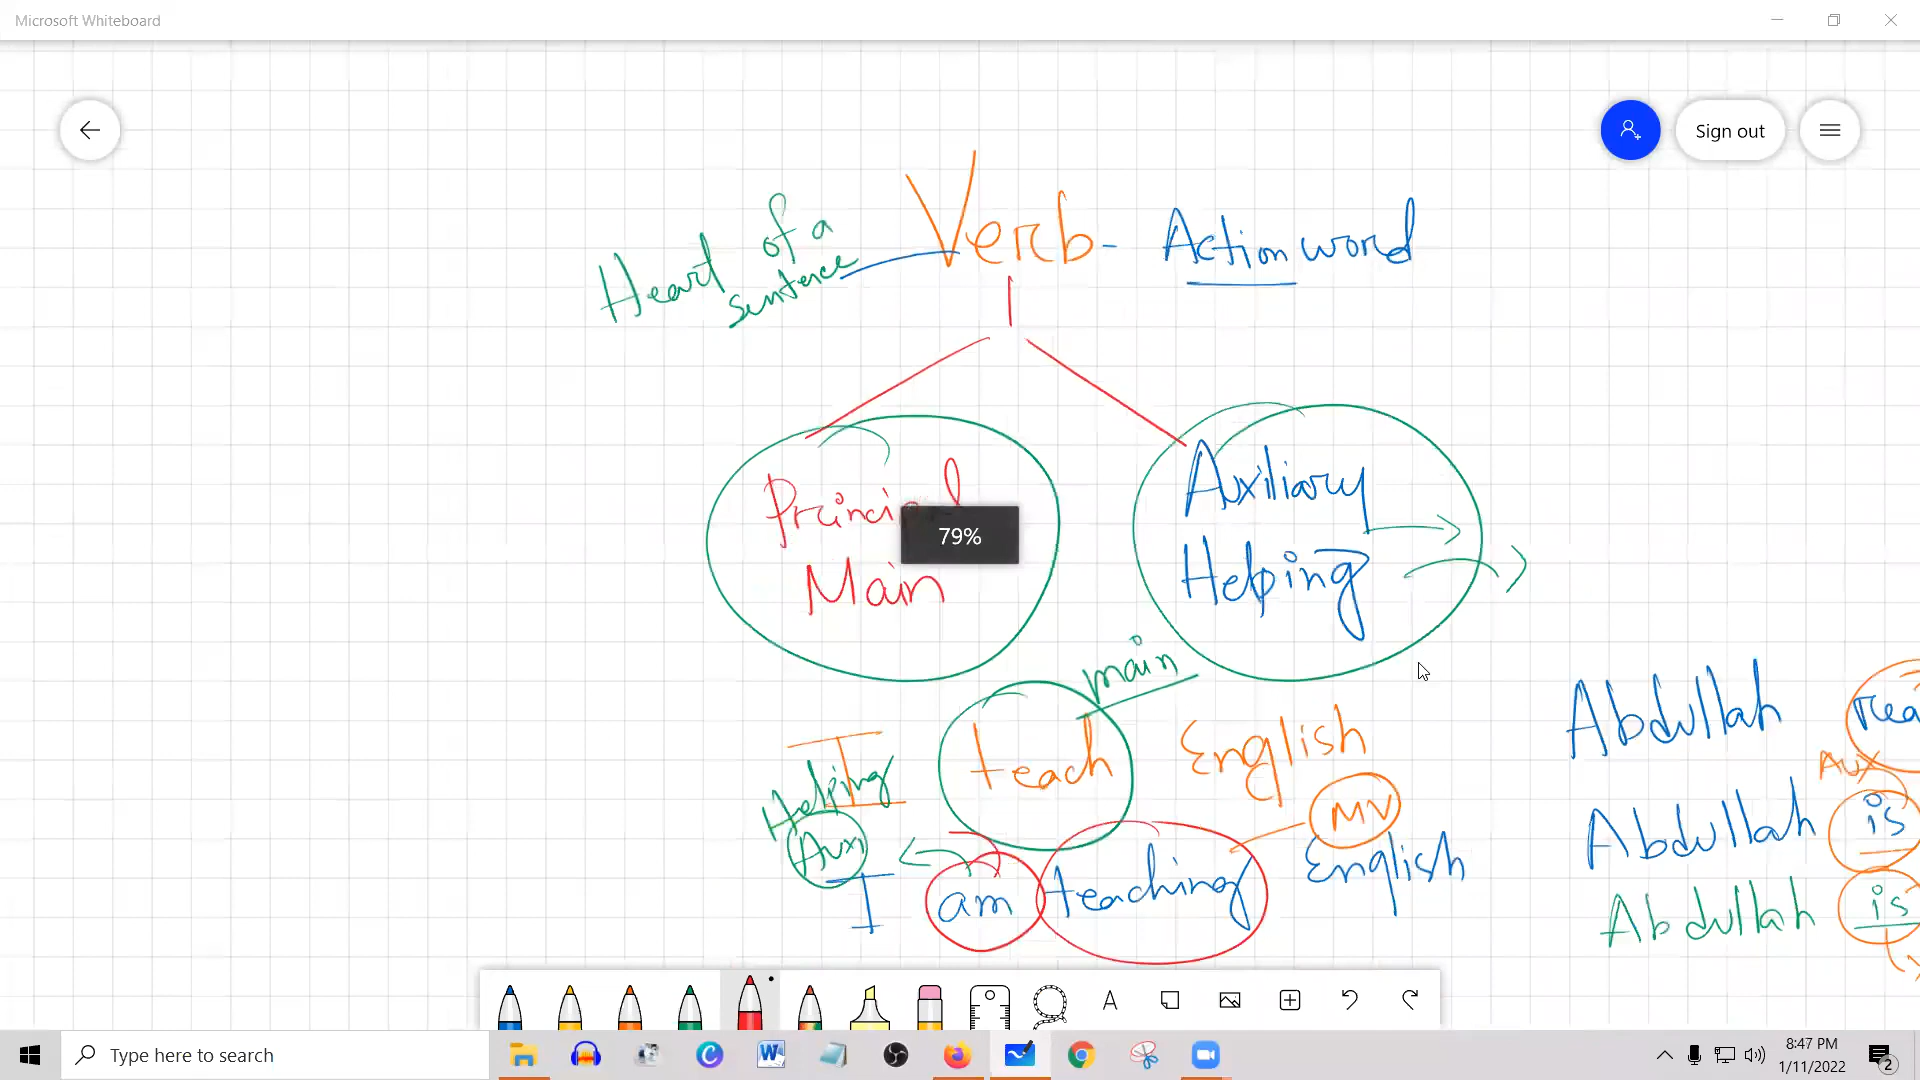 Microsoft Whiteboard
Sign out
Heart of a
sentence
Verb - Action word
79%
Main
Auxiliary
Helping
main
I teach English
Helping
Auxi
MV
I am teaching English
Abdullah
Aux
Abdullah is
Abdullah is
Type here to search
8:47 PM
1/11/2022
2